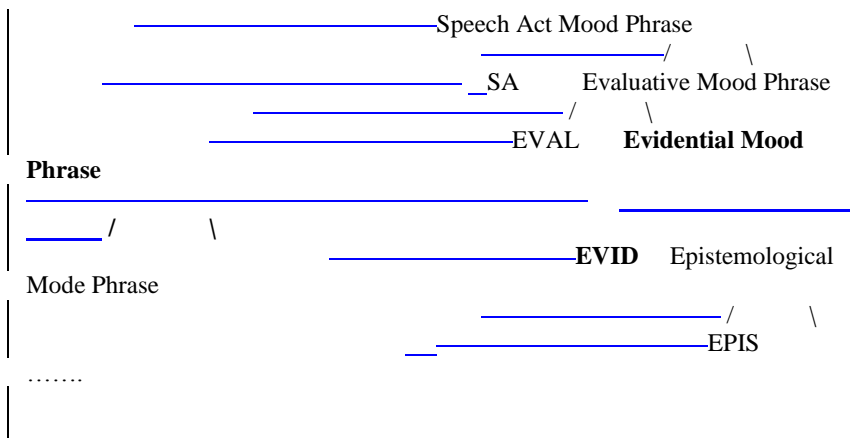 Speech Act Mood Phrase
/ \
SA Evaluative Mood Phrase
/ \
EVAL Evidential Mood
Phrase
/ \
EVID Epistemological
Mode Phrase
/ \
EPIS
…….